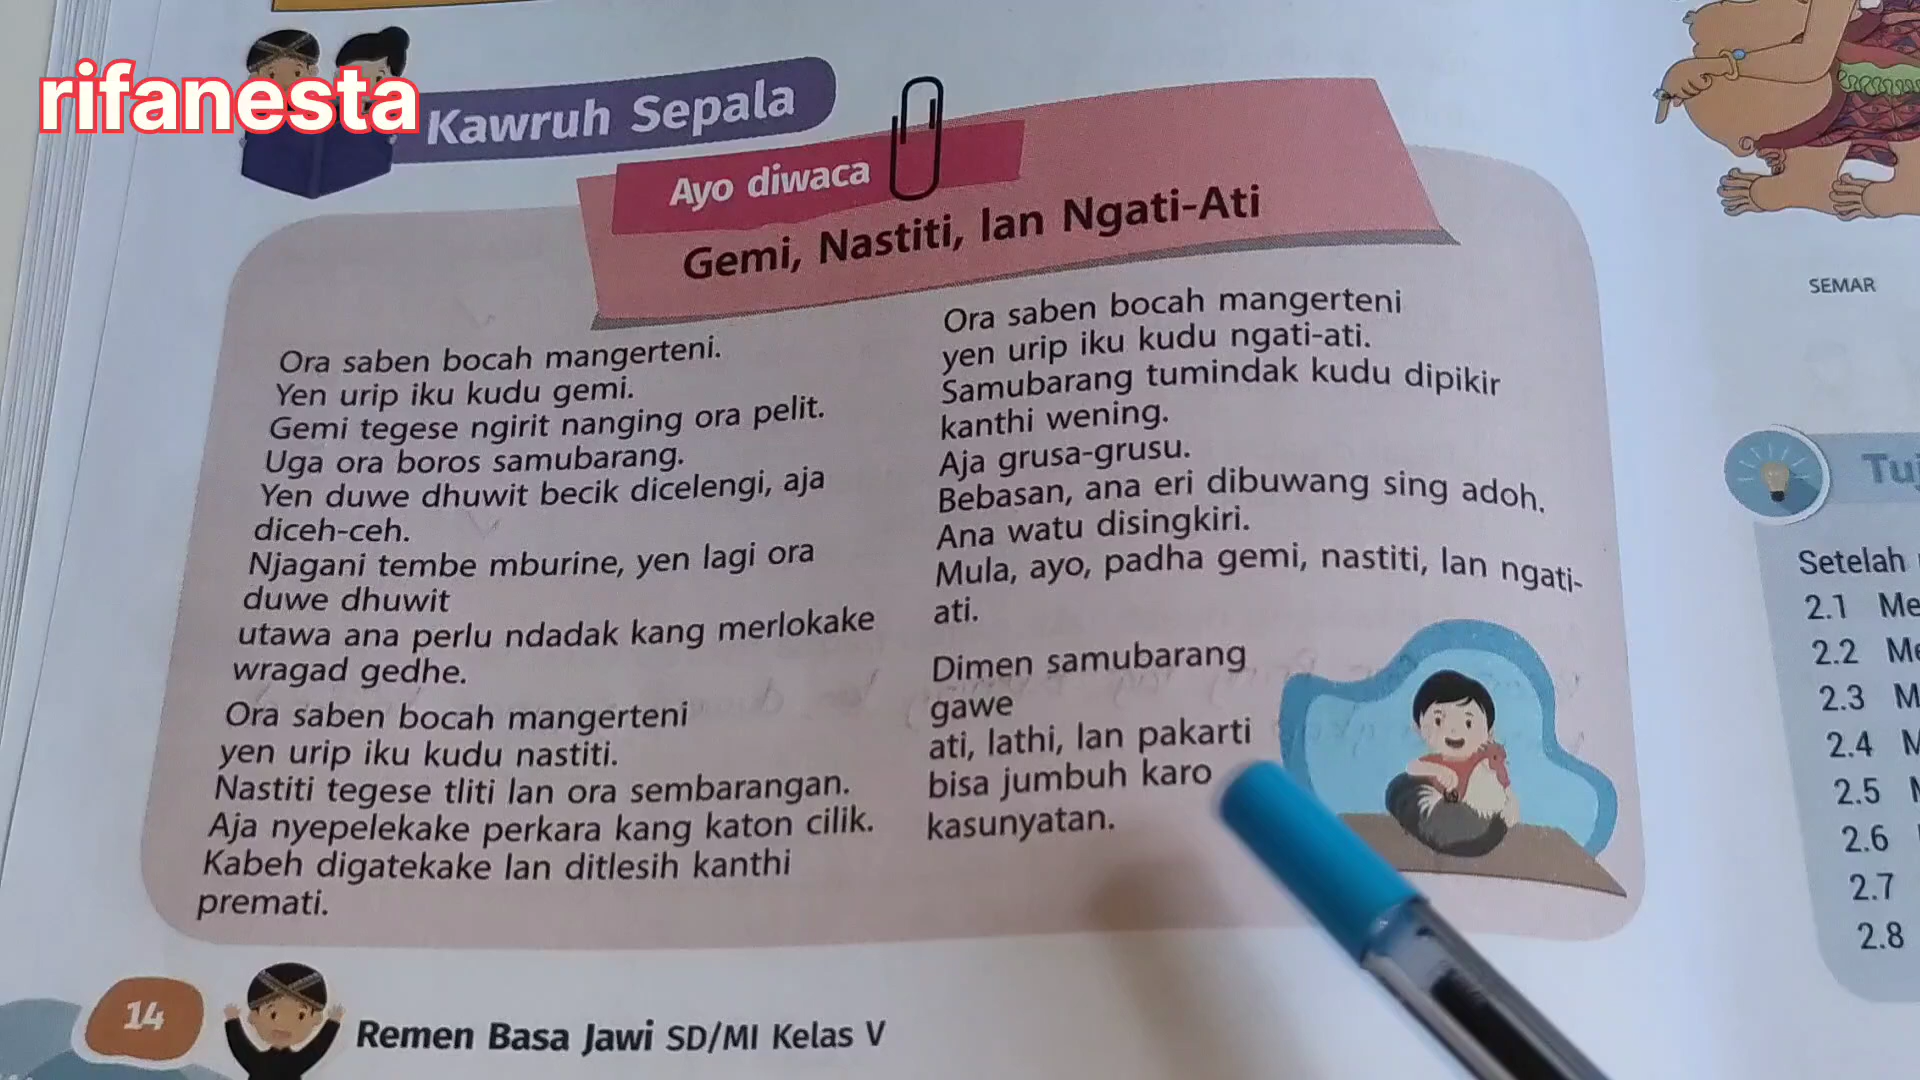 rifanesta
Kawruh Sepala
Ayo diwaca
Gemi, Nastiti, lan Ngati-Ati
Ora saben bocah mangerteni.
Yen urip iku kudu gemi.
Gemi tegese ngirit nanging ora pelit.
Uga ora boros samubarang.
Yen duwe dhuwit becik dicelengi, aja
diceh-ceh.
Njagani tembe mburine, yen lagi ora
duwe dhuwit
utawa ana perlu ndadak kang merlokake
wragad gedhe.
Ora saben bocah mangerteni
yen urip iku kudu nastiti.
Nastiti tegese tliti lan ora sembarangan.
Aja nyepelekake perkara kang katon cilik.
Kabeh digatekake lan ditlesih kanthi
premati.
Ora saben bocah mangerteni
yen urip iku kudu ngati-ati.
Samubarang tumindak kudu dipikir
kanthi wening.
Aja grusa-grusu.
Bebasan, ana eri dibuwang sing adoh.
Ana watu disingkiri.
Mula, ayo, padha gemi, nastiti, lan ngati-
ati.
Dimen samubarang
gawe
ati, lathi, lan pakarti
bisa jumbuh karo
kasunyatan.
14
Remen Basa Jawi SD/MI Kelas V
SEMAR
Setelah
2.1
2.2
2.3
2.4
2.5
2.6
2.7
2.8